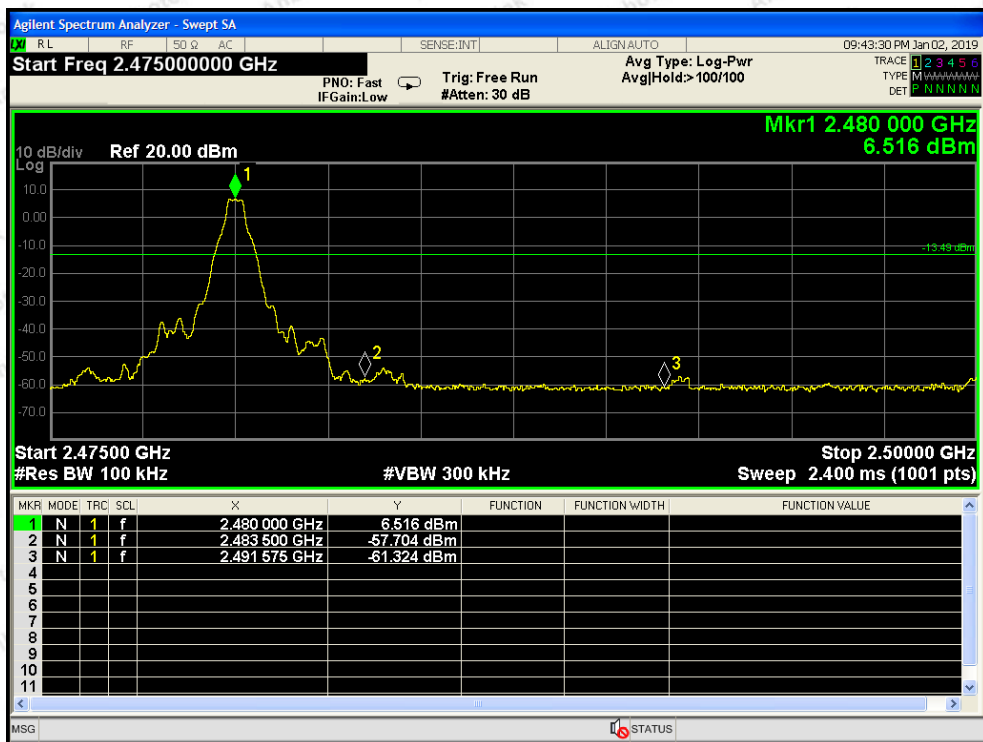 Agilent Spectrum Analyzer - Swept SA
LXI RL RF 50 Ω AC SENSE:INT ALIGN AUTO 09:43:30 PM Jan 02, 2019
Start Freq 2.475000000 GHz
PNO: Fast
IFGain:Low
Trig: Free Run
#Atten: 30 dB
Avg Type: Log-Pwr
Avg|Hold:> 100/100
TRACE 1 2 3 4 5 6
TYPE M W W W W W
DET P N N N N N
Mkr1 2.480 000 GHz
6.516 dBm
10 dB/div Ref 20.00 dBm
Log
1
10.0
0.00
-10.0
-13.49 dBm
-20.0
-30.0
-40.0
-50.0
2
3
-60.0
-70.0
Start 2.47500 GHz Stop 2.50000 GHz
#Res BW 100 kHz #VBW 300 kHz Sweep 2.400 ms (1001 pts)
MKR MODE TRC SCL X Y FUNCTION FUNCTION WIDTH FUNCTION VALUE
1 N 1 f 2.480 000 GHz 6.516 dBm
2 N 1 f 2.483 500 GHz -57.704 dBm
3 N 1 f 2.491 575 GHz -61.324 dBm
4
5
6
7
8
9
10
11
MSG STATUS